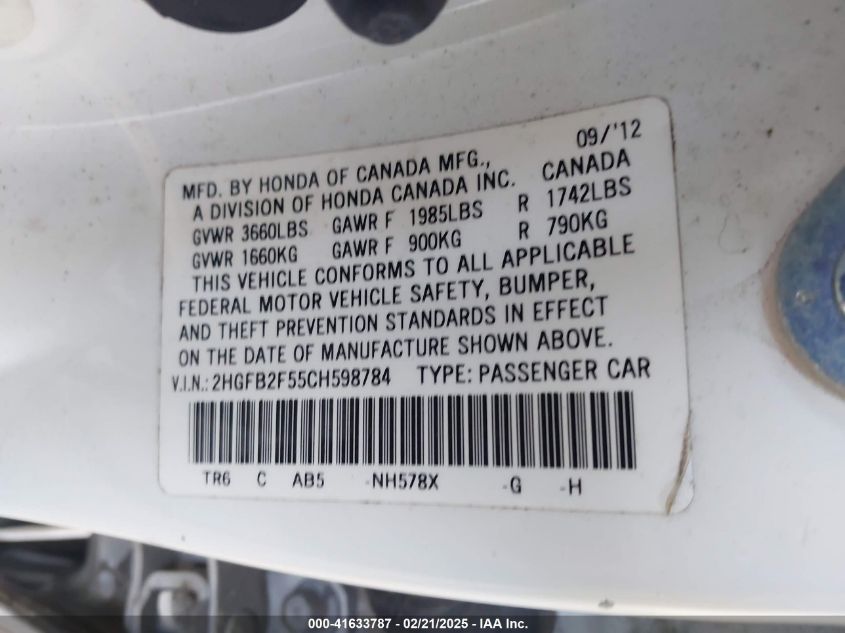 09/'12
MFD. BY HONDA OF CANADA MFG.,
A DIVISION OF HONDA CANADA INC. CANADA
GVWR 3660LBS GAWR F 1985LBS R 1742LBS
GVWR 1660KG GAWR F 900KG R 790KG
THIS VEHICLE CONFORMS TO ALL APPLICABLE
FEDERAL MOTOR VEHICLE SAFETY, BUMPER,
AND THEFT PREVENTION STANDARDS IN EFFECT
ON THE DATE OF MANUFACTURE SHOWN ABOVE.
V.I.N.: 2HGFB2F55CH598784 TYPE: PASSENGER CAR
TR6 C AB5 -NH578X -G -H
000-41633787 - 02/21/2025 - IAA Inc.